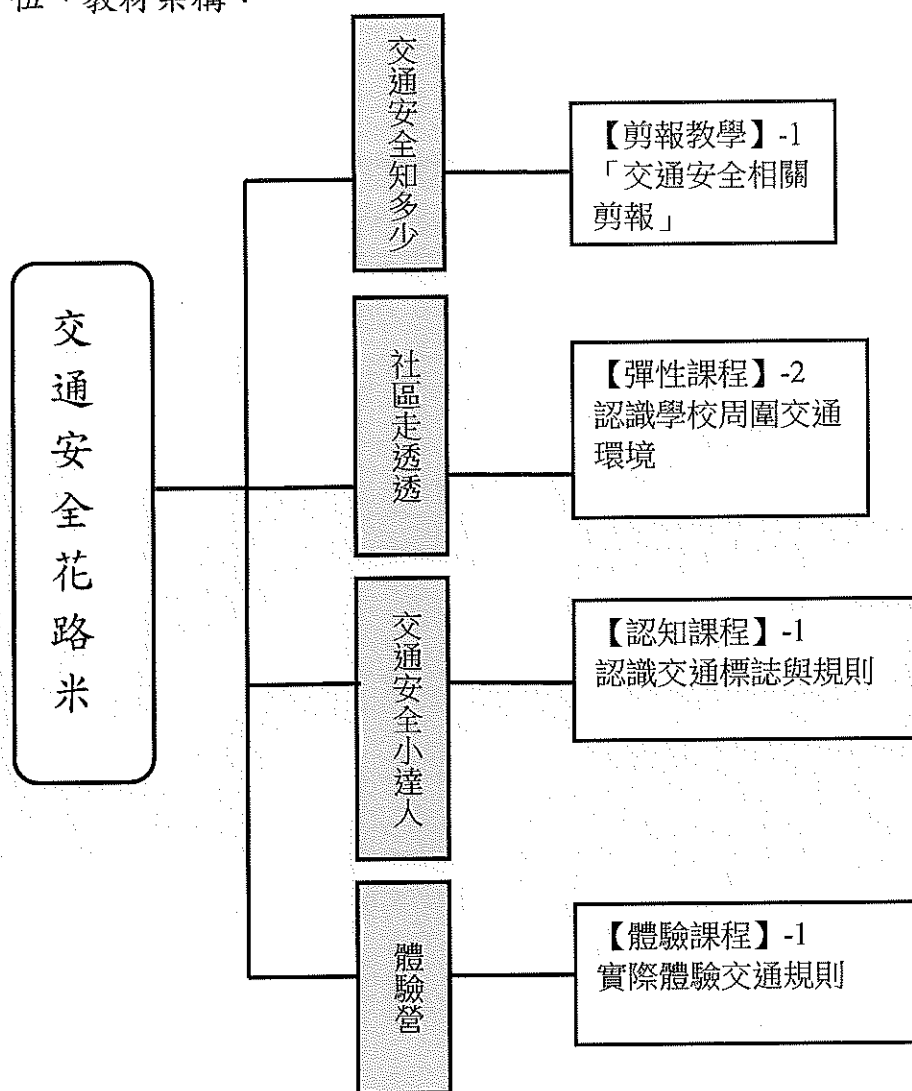 伍、教材架構：
交通安全花路米
交通安全知多少
【剪報教學】-1
「交通安全相關
剪報」
社區走透透
【彈性課程】-2
認識學校周圍交通
環境
交通安全小達人
【認知課程】-1
認識交通標誌與規則
體驗營
【體驗課程】-1
實際體驗交通規則